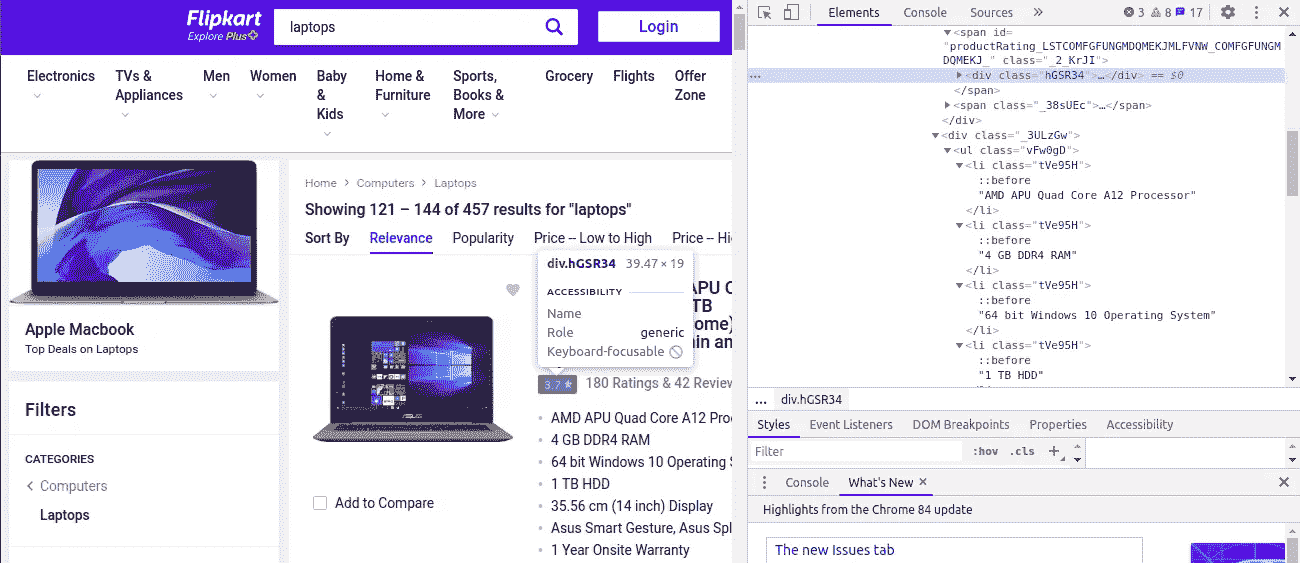 Flipkart
Explore Plus
laptops
Login
Electronics
TVs &
Appliances
Men
Women
Baby
&
Kids
Home &
Furniture
Sports,
Books &
More
Grocery
Flights
Offer
Zone
Apple Macbook
Top Deals on Laptops
Filters
CATEGORIES
Computers
Laptops
Home > Computers > Laptops
Showing 121 – 144 of 457 results for "laptops"
Sort By Relevance Popularity Price -- Low to High Price -- Hi
div.hGSR34 39.47 × 19
ACCESSIBILITY
Name
Role generic
Keyboard-focusable
APU
TB
ome)
ain an
3.7 ★ 180 Ratings & 42 Review
• AMD APU Quad Core A12 Pro
• 4 GB DDR4 RAM
• 64 bit Windows 10 Operating S
• 1 TB HDD
• 35.56 cm (14 inch) Display
• Asus Smart Gesture, Asus Spl
• 1 Year Onsite Warranty
ASUS
Add to Compare
Elements Console Sources » 3 8 17
<span id=
"productRating_LSTCOMFGFUNGMDQMEKJMLFVNW_COMFGFUNGM
DQMEKJ_" class="_2_KrJI">
… <div class="hGSR34">…</div> == $0
</span>
<span class="_38sUEc">…</span>
</div>
<div class="_3ULzGw">
<ul class="vFw0gD">
<li class="tVe95H">
::before
"AMD APU Quad Core A12 Processor"
</li>
<li class="tVe95H">
::before
"4 GB DDR4 RAM"
</li>
<li class="tVe95H">
::before
"64 bit Windows 10 Operating System"
</li>
<li class="tVe95H">
::before
"1 TB HDD"
… div.hGSR34
Styles Event Listeners DOM Breakpoints Properties Accessibility
Filter :hov .cls +
Console What's New ×
Highlights from the Chrome 84 update
The new Issues tab